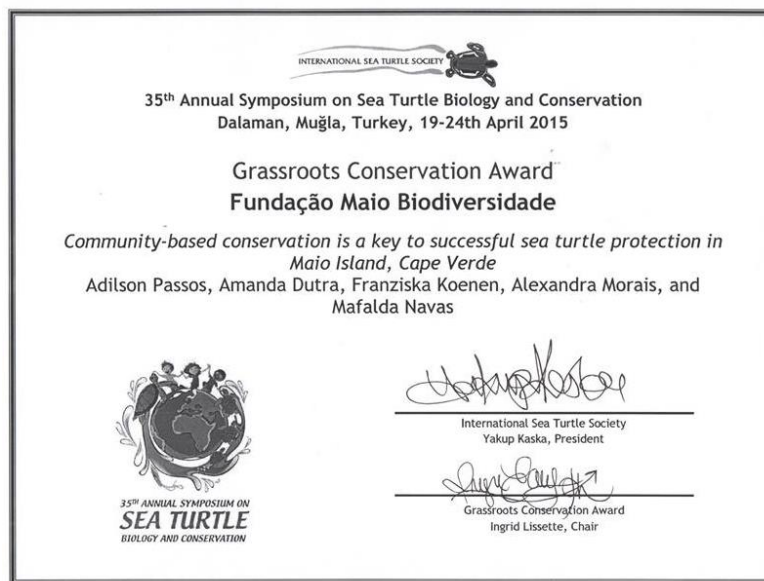 INTERNATIONAL SEA TURTLE SOCIETY
35th Annual Symposium on Sea Turtle Biology and Conservation
Dalaman, Muğla, Turkey, 19-24th April 2015
Grassroots Conservation Award
Fundação Maio Biodiversidade
Community-based conservation is a key to successful sea turtle protection in
Maio Island, Cape Verde
Adilson Passos, Amanda Dutra, Franziska Koenen, Alexandra Morais, and
Mafalda Navas
International Sea Turtle Society
Yakup Kaska, President
Grassroots Conservation Award
Ingrid Lissette, Chair
35TH ANNUAL SYMPOSIUM ON
SEA TURTLE
BIOLOGY AND CONSERVATION